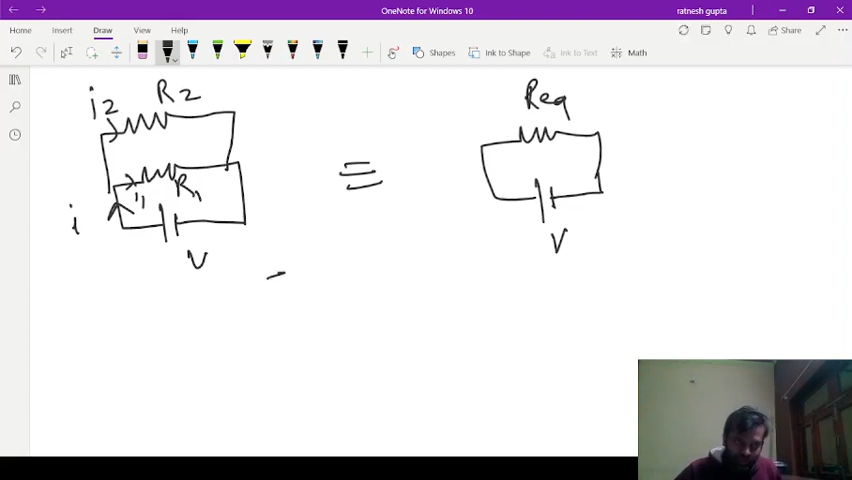 OneNote for Windows 10
ratnesh gupta
Home Insert Draw View Help
Share
Shapes Ink to Shape Ink to Text Math
i2 R2
Req
R1
i1
i
V
V